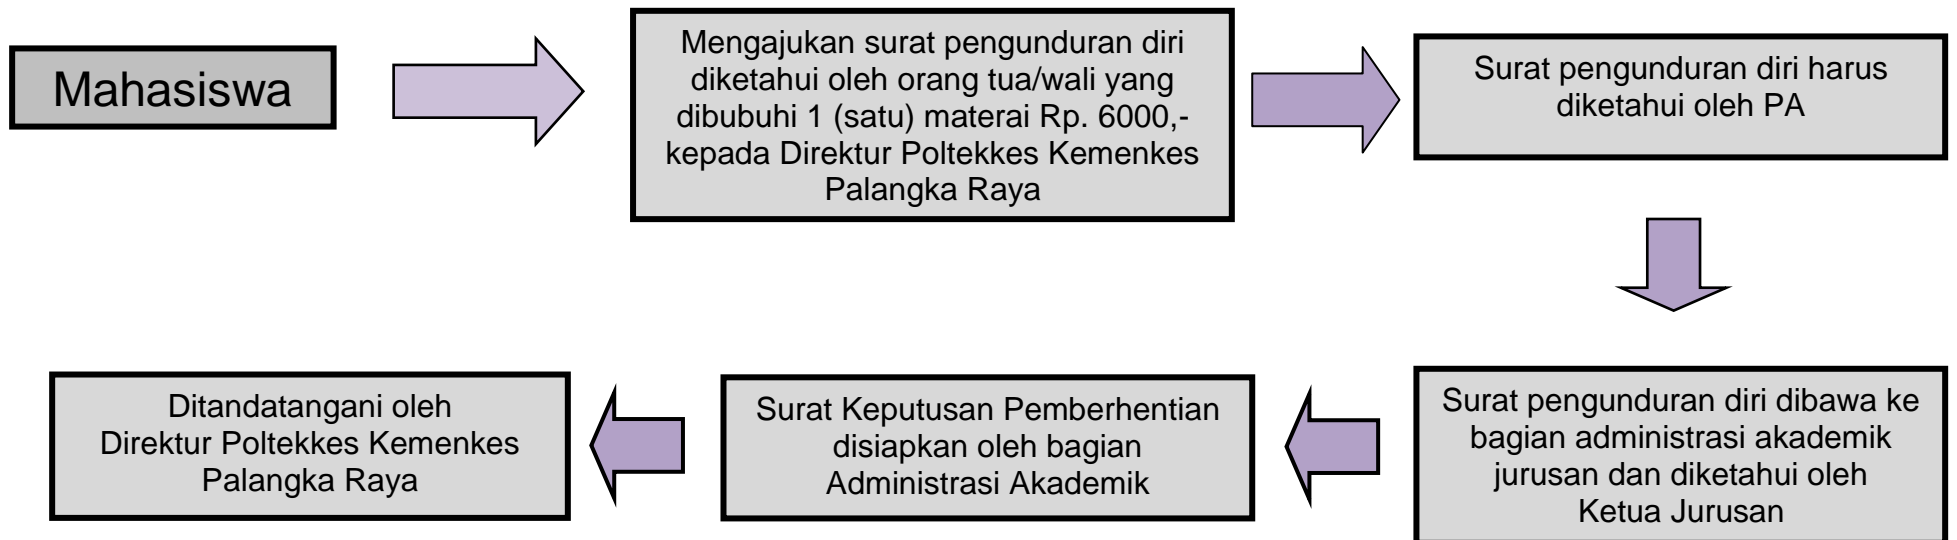 Mahasiswa
Mengajukan surat pengunduran diri
diketahui oleh orang tua/wali yang
dibubuhi 1 (satu) materai Rp. 6000,-
kepada Direktur Poltekkes Kemenkes
Palangka Raya
Surat pengunduran diri harus
diketahui oleh PA
Surat pengunduran diri dibawa ke
bagian administrasi akademik
jurusan dan diketahui oleh
Ketua Jurusan
Surat Keputusan Pemberhentian
disiapkan oleh bagian
Administrasi Akademik
Ditandatangani oleh
Direktur Poltekkes Kemenkes
Palangka Raya